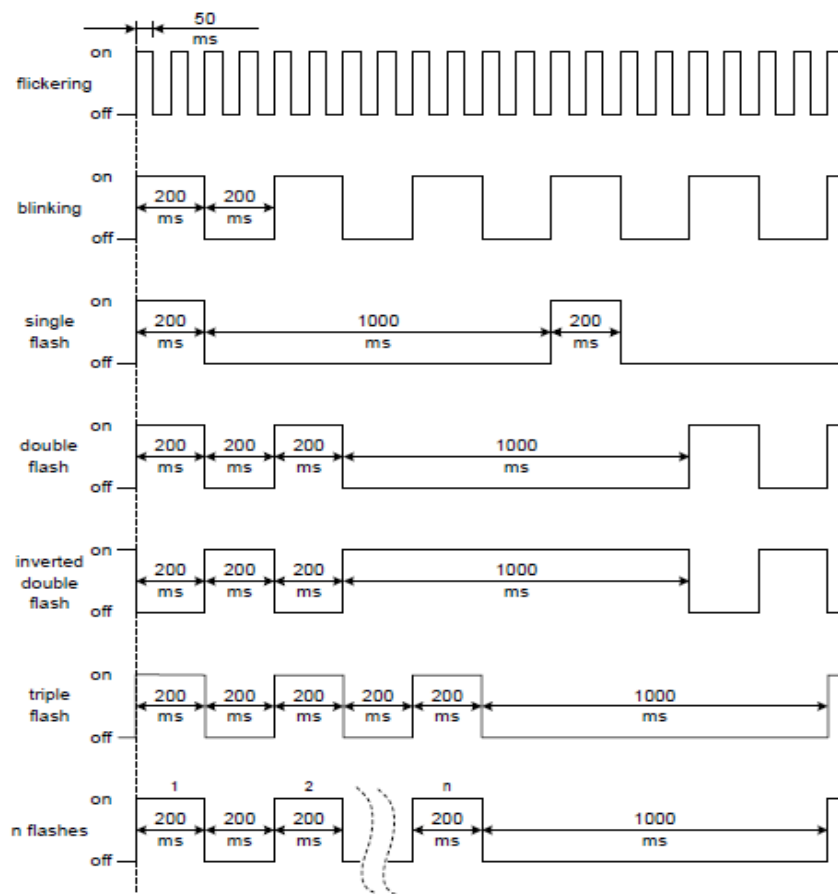 50
ms
on
flickering
off
on
200 200
blinking
ms ms
off
on
single
200 1000 200
flash
ms ms ms
off
on
double
200 200 200 1000
flash
ms ms ms ms
off
on
inverted
200 200 200 1000
double
ms ms ms ms
flash
off
on
triple
200 200 200 200 200 1000
flash
ms ms ms ms ms ms
off
1 2 n
on
200 200 200 200 1000
n flashes
ms ms ms ms ms
off